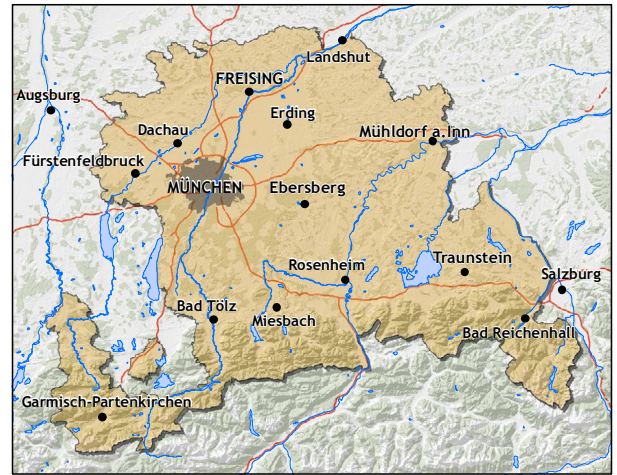 Landshut
FREISING
Augsburg
Erding
Dachau
Mühldorf a.Inn
Fürstenfeldbruck
MÜNCHEN
Ebersberg
Rosenheim
Traunstein
Salzburg
Bad Tölz
Miesbach
Bad Reichenhall
Garmisch-Partenkirchen